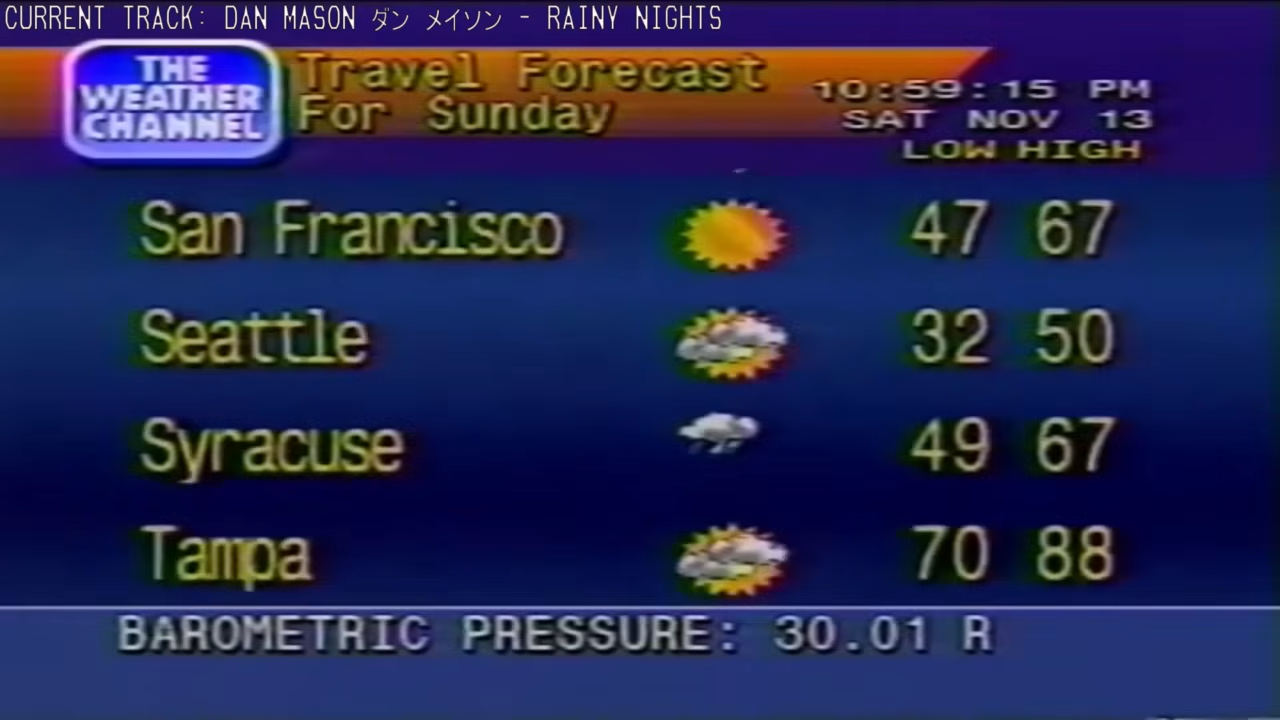 CURRENT TRACK: DAN MASON ダン メイソン - RAINY NIGHTS
THE
WEATHER
CHANNEL
Travel Forecast
For Sunday
10:59:15 PM
SAT NOV 13
LOW HIGH
San Francisco 47 67
Seattle 32 50
Syracuse 49 67
Tampa 70 88
BAROMETRIC PRESSURE: 30.01 R